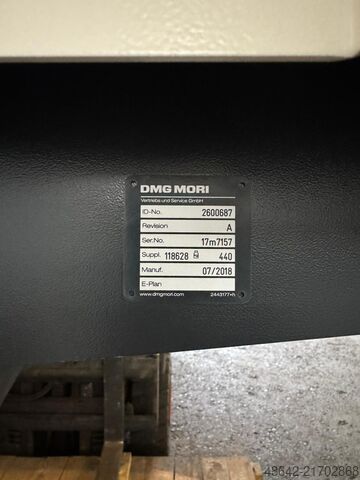 DMG MORI
Vertriebs und Service GmbH
ID-No. 2600687
Revision A
Ser.No. 17m7157
Suppl. 118628 440
Manuf. 07/2018
E-Plan
www.dmgmori.com 2443177•h
48642-21702868